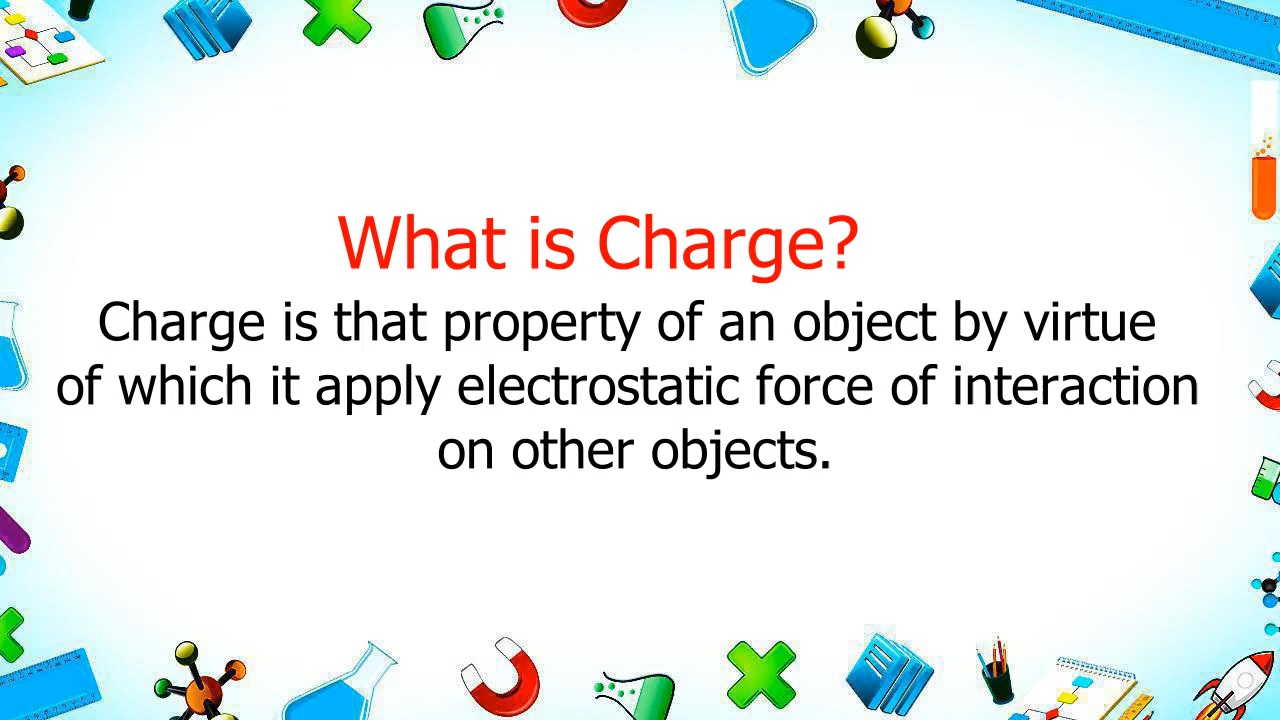 What is Charge?
Charge is that property of an object by virtue
of which it apply electrostatic force of interaction
on other objects.